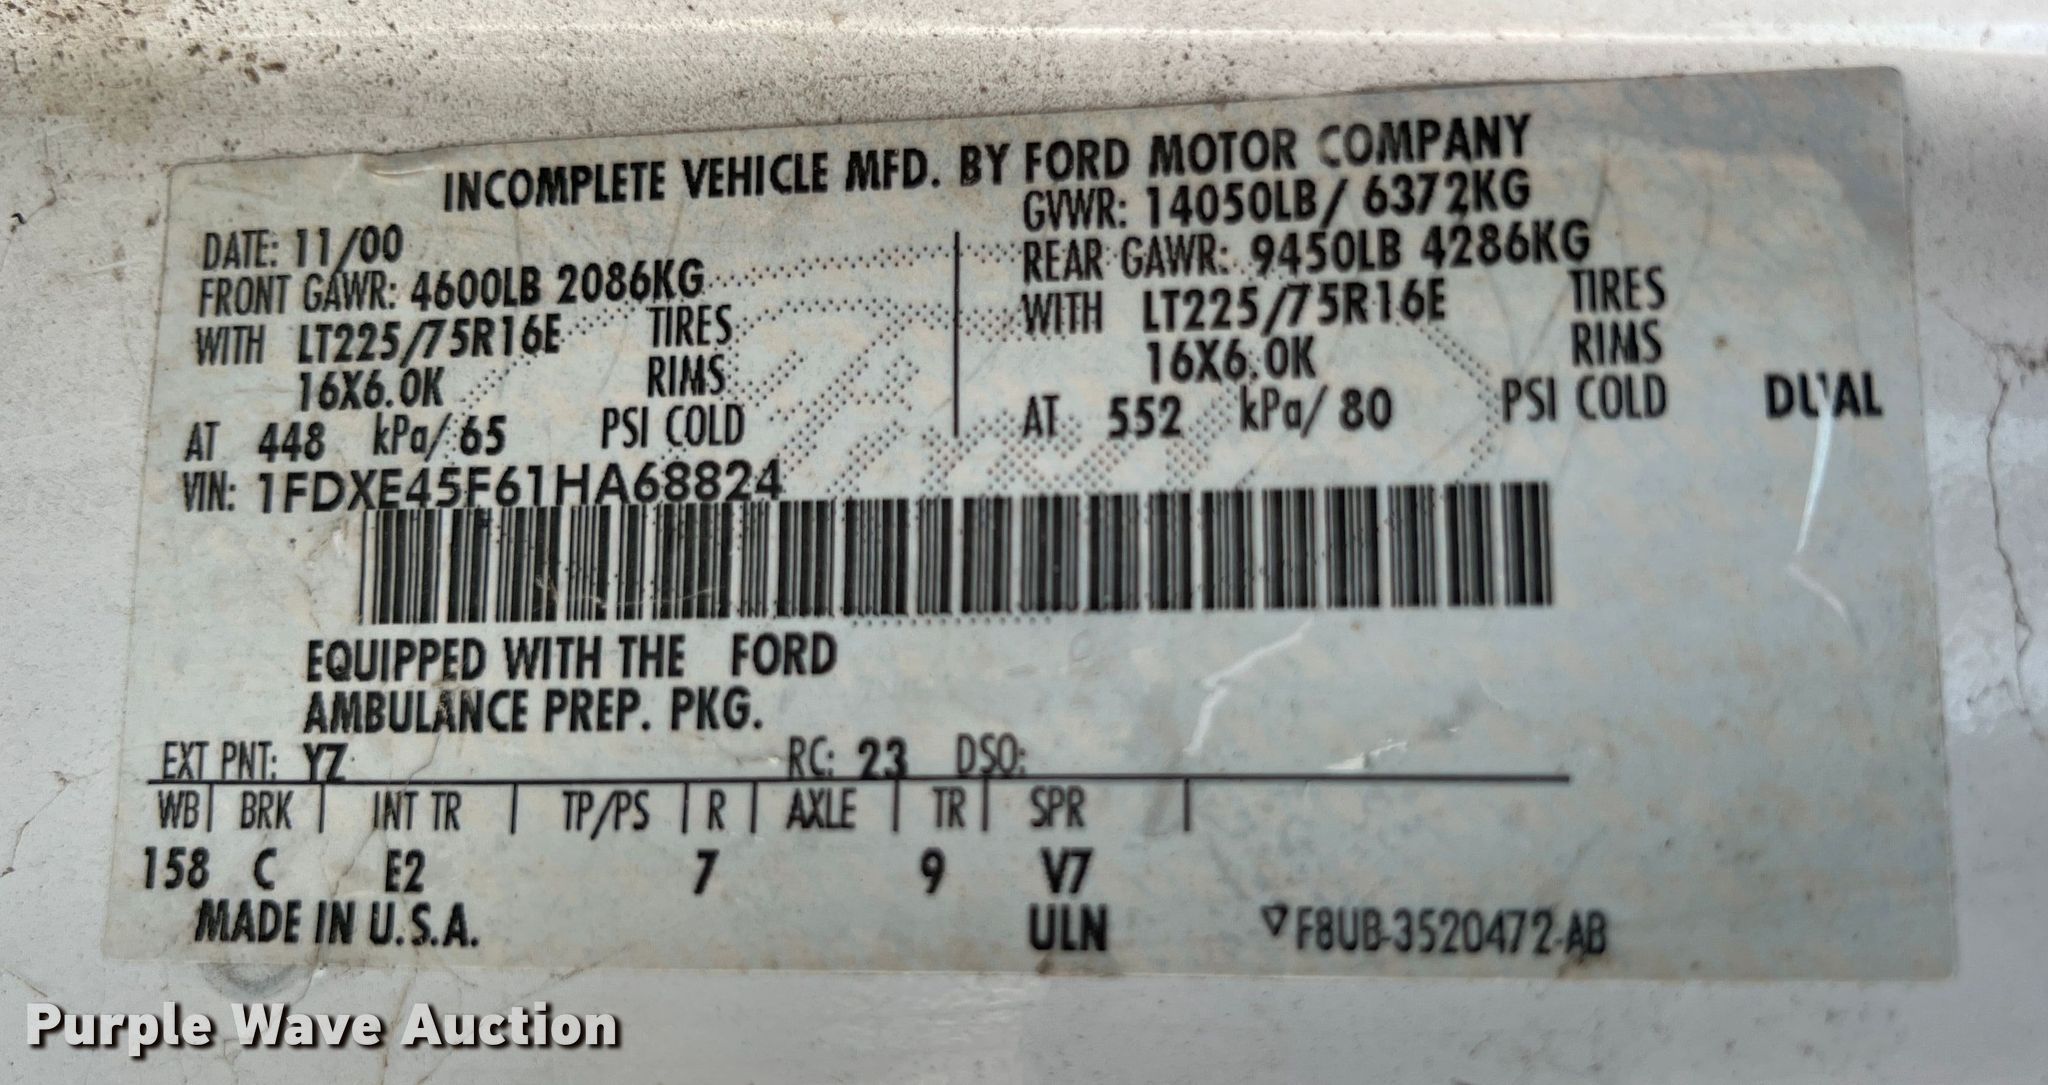 INCOMPLETE VEHICLE MFD. BY FORD MOTOR COMPANY
DATE: 11/00
GVWR: 14050LB/ 6372KG
FRONT GAWR: 4600LB 2086KG
REAR GAWR: 9450LB 4286KG
WITH LT225/75R16E TIRES
WITH LT225/75R16E TIRES
16X6.0K RIMS
16X6.0K RIMS
AT 448 kPa/ 65 PSI COLD
AT 552 kPa/ 80 PSI COLD DUAL
VIN: 1FDXE45F61HA68824
EQUIPPED WITH THE FORD
AMBULANCE PREP. PKG.
EXT PNT: YZ RC: 23 DSO:
WB| BRK | INT TR | TP/PS | R | AXLE | TR | SPR |
158 C E2 7 9 V7
MADE IN U.S.A. ULN ▽F8UB-3520472-AB
Purple Wave Auction